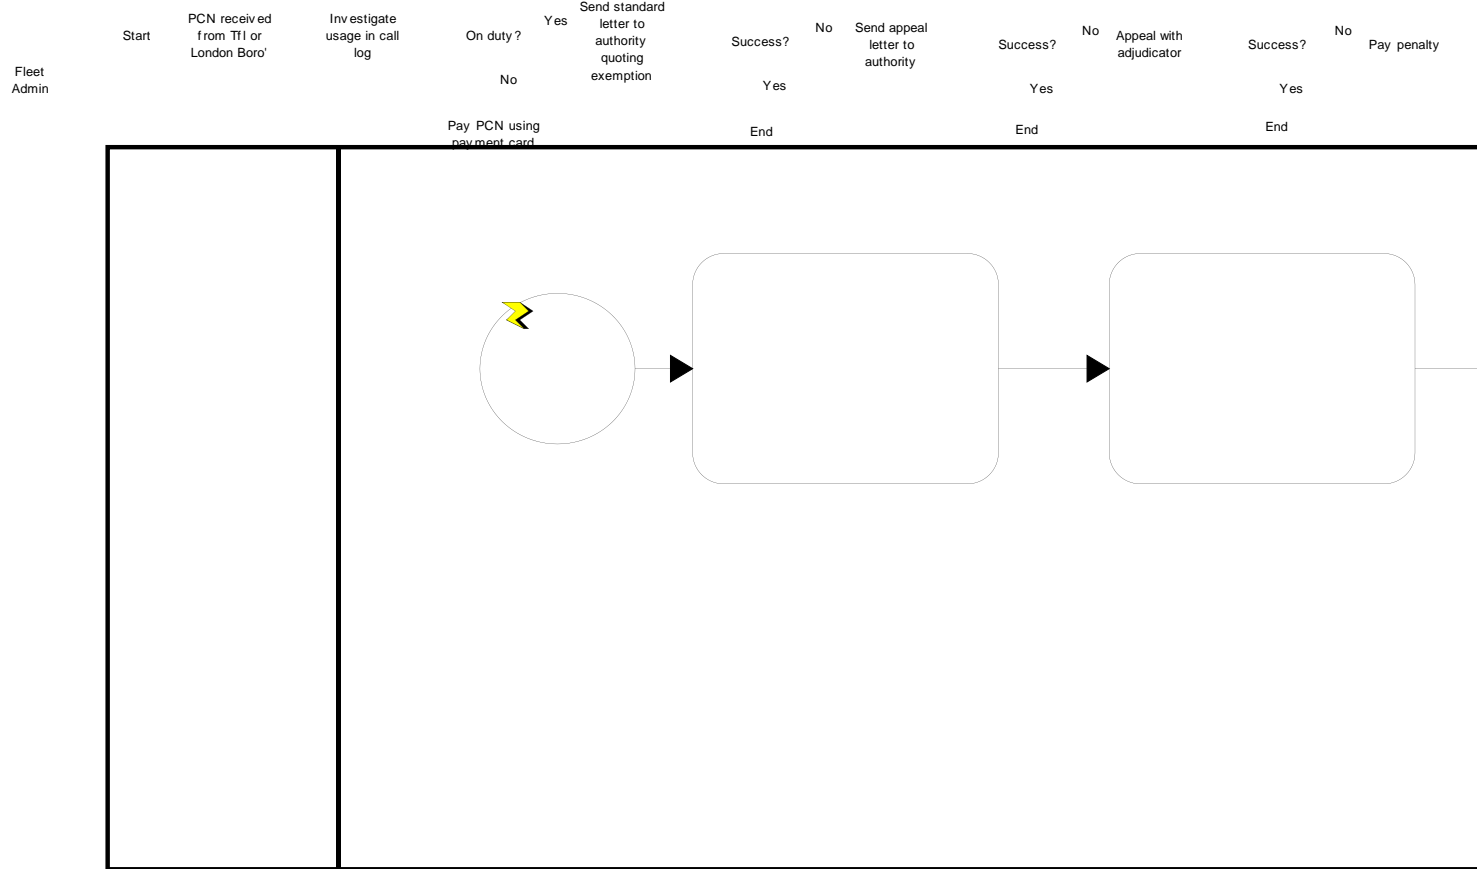 Fleet
Admin
Start
PCN received
from Tfl or
London Boro'
Investigate
usage in call
log
On duty?
Yes
No
Pay PCN using
payment card
Send standard
letter to
authority
quoting
exemption
Success?
No
Yes
End
Send appeal
letter to
authority
Success?
No
Yes
End
Appeal with
adjudicator
Success?
No
Yes
End
Pay penalty